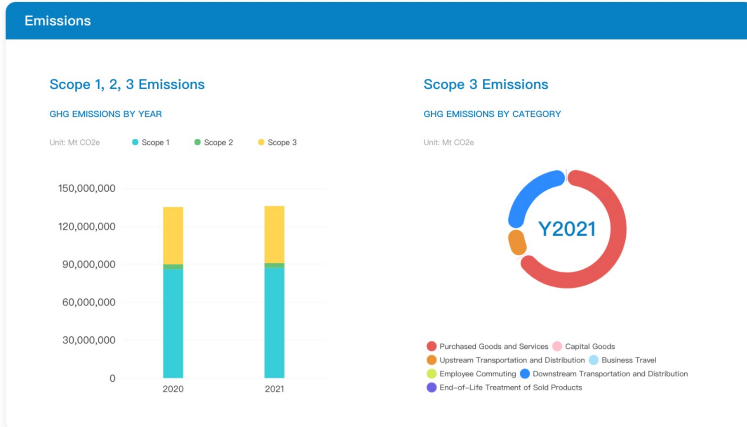 Emissions
Scope 1, 2, 3 Emissions
GHG EMISSIONS BY YEAR
Unit: Mt CO2e
Scope 1
Scope 2
Scope 3
150,000,000
120,000,000
90,000,000
60,000,000
30,000,000
0
2020
2021
Scope 3 Emissions
GHG EMISSIONS BY CATEGORY
Unit: Mt CO2e
Y2021
Purchased Goods and Services Capital Goods
Upstream Transportation and Distribution Business Travel
Employee Commuting Downstream Transportation and Distribution
End-of-Life Treatment of Sold Products